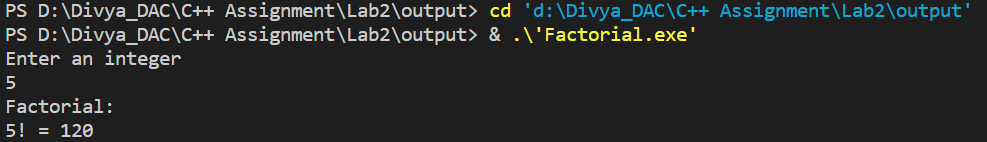 PS D:\Divya_DAC\C++ Assignment\Lab2\output> cd 'd:\Divya_DAC\C++ Assignment\Lab2\output'
PS D:\Divya_DAC\C++ Assignment\Lab2\output> & .\'Factorial.exe'
Enter an integer
5
Factorial:
5! = 120